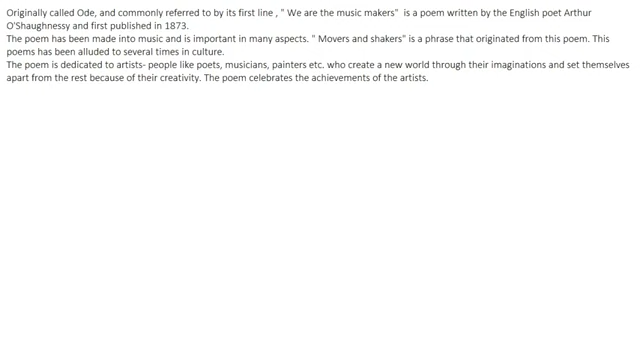 Originally called Ode, and commonly referred to by its first line , " We are the music makers"  is a poem written by the English poet Arthur
O'Shaughnessy and first published in 1873.
The poem has been made into music and is important in many aspects. " Movers and shakers" is a phrase that originated from this poem. This
poems has been alluded to several times in culture.
The poem is dedicated to artists- people like poets, musicians, painters etc. who create a new world through their imaginations and set themselves
apart from the rest because of their creativity. The poem celebrates the achievements of the artists.